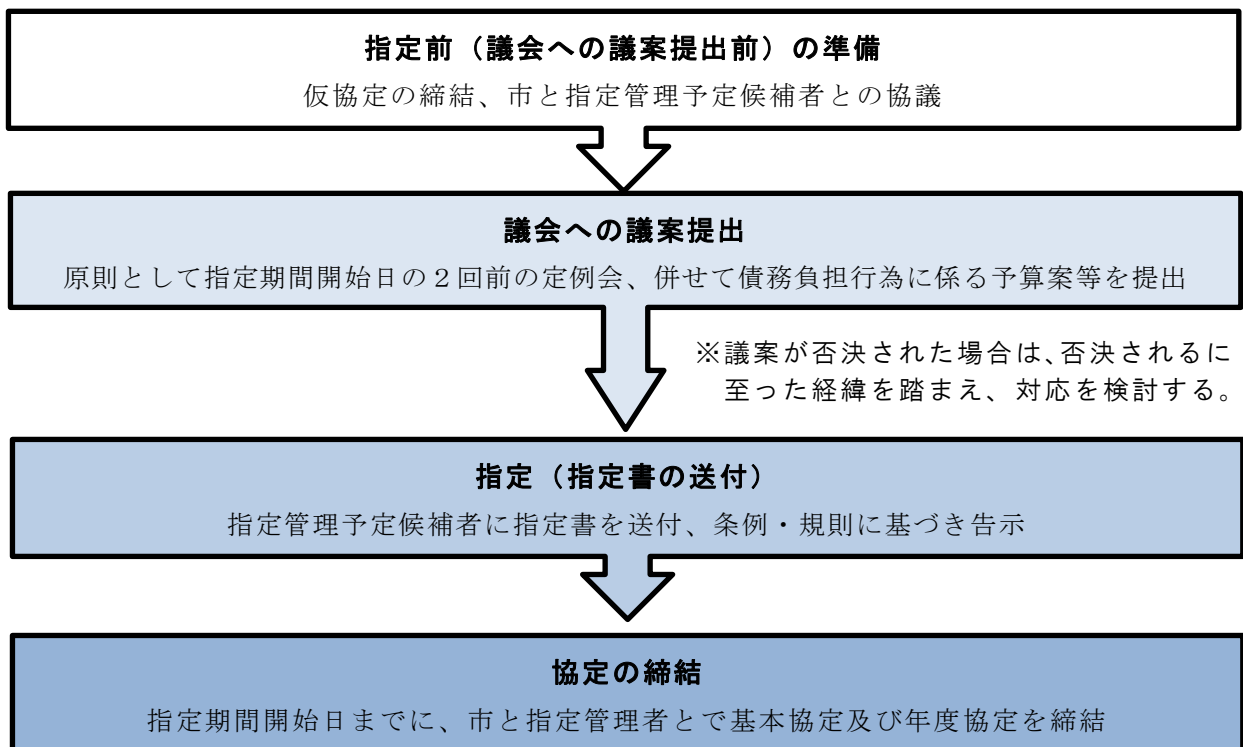 指定前（議会への議案提出前）の準備
仮協定の締結、市と指定管理予定候補者との協議
議会への議案提出
原則として指定期間開始日の２回前の定例会、併せて債務負担行為に係る予算案等を提出
※議案が否決された場合は、否決されるに
至った経緯を踏まえ、対応を検討する。
指定（指定書の送付）
指定管理予定候補者に指定書を送付、条例・規則に基づき告示
協定の締結
指定期間開始日までに、市と指定管理者とで基本協定及び年度協定を締結